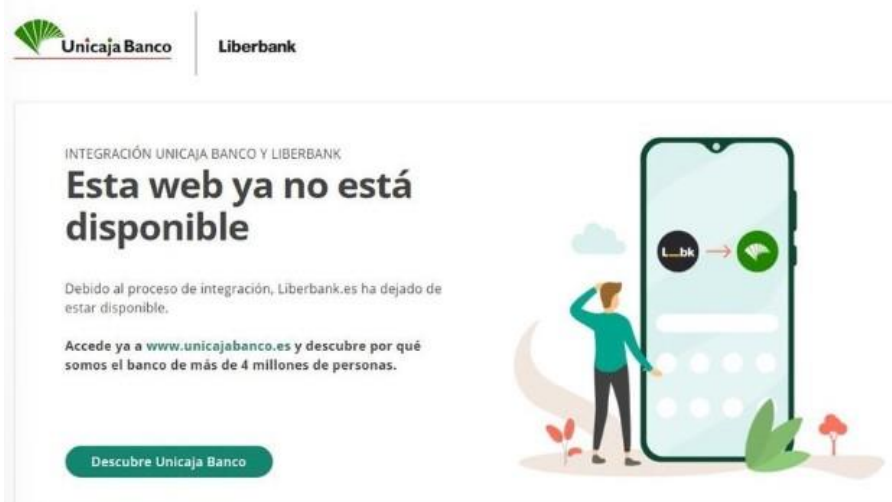 Unicaja Banco
Liberbank
INTEGRACIÓN UNICAJA BANCO Y LIBERBANK
Esta web ya no está
disponible
Debido al proceso de integración, Liberbank.es ha dejado de
estar disponible.
Accede ya a www.unicajabanco.es y descubre por qué
somos el banco de más de 4 millones de personas.
L__bk
Descubre Unicaja Banco